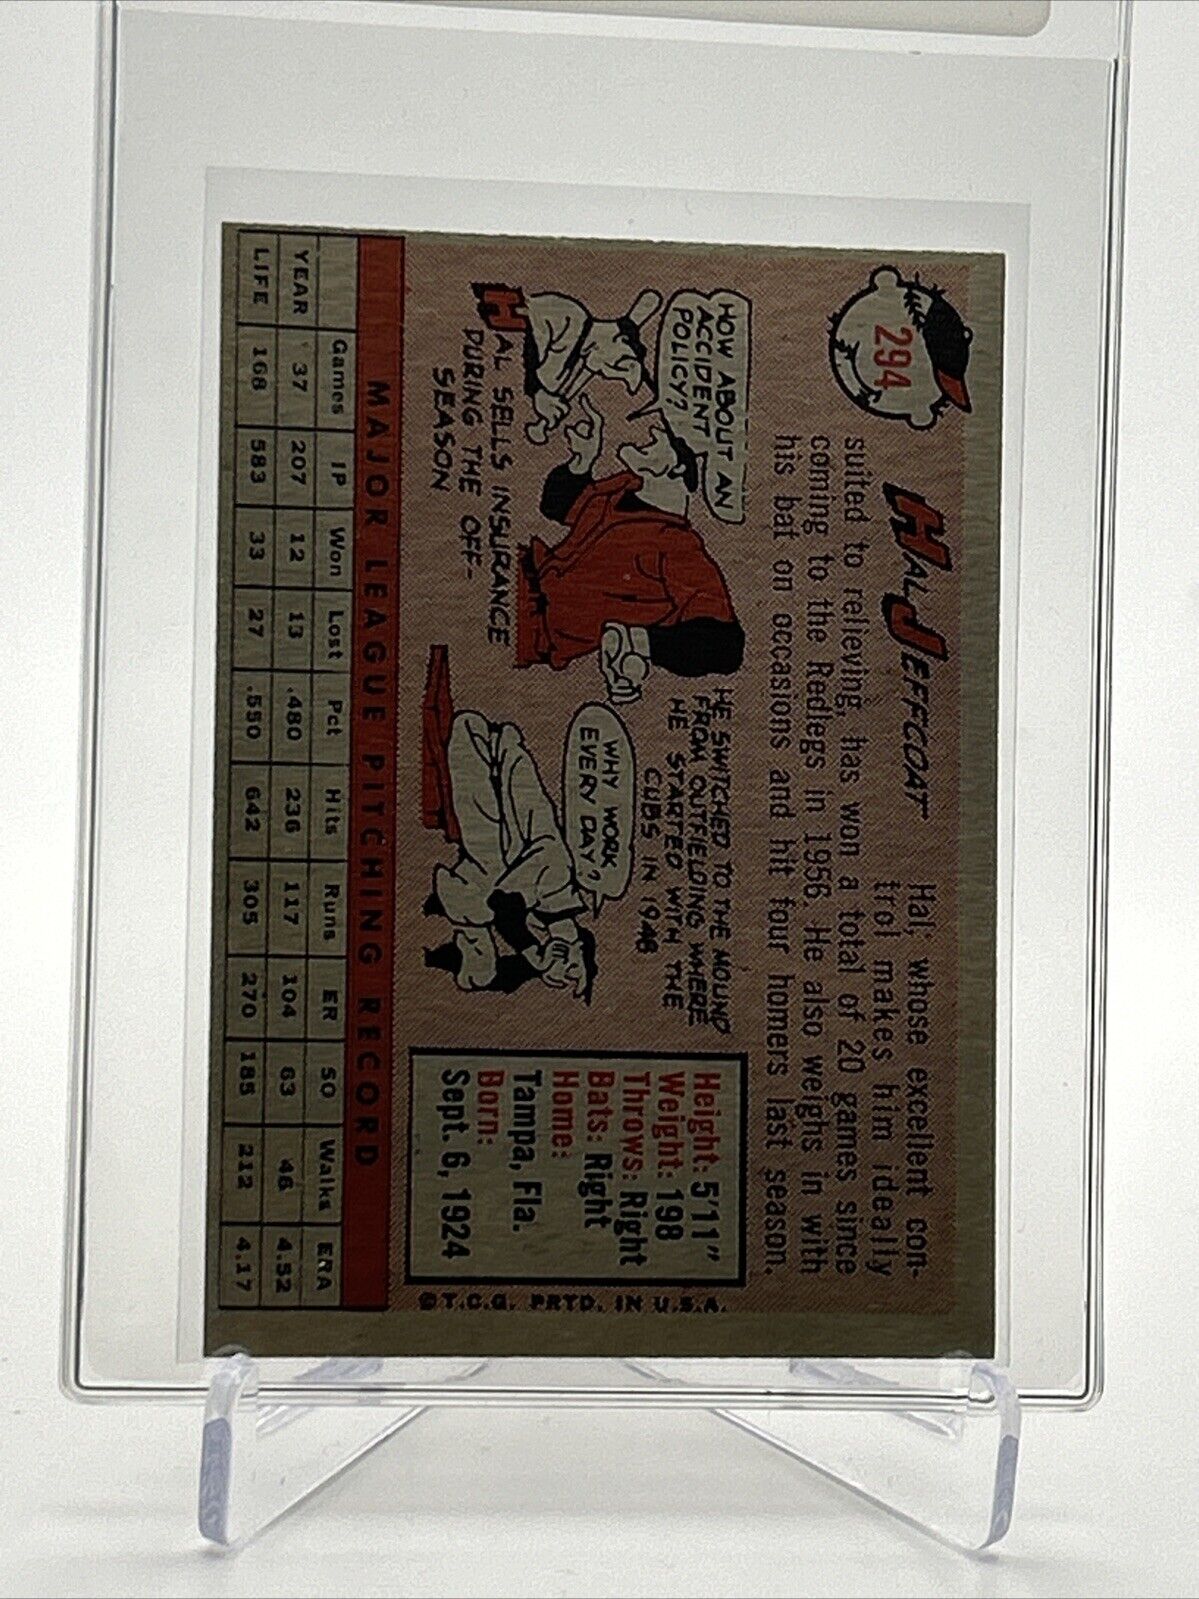 294
HAL JEFFCOAT
Hal; whose excellent con-
trol makes him ideally
suited to relieving, has won a total of 20 games since
coming to the Redlegs in 1956. He also weighs in with
his bat on occasions and hit four homers last season.
HOW ABOUT AN
ACCIDENT
POLICY?
HAL SELLS INSURANCE
DURING THE OFF-
SEASON
HE SWITCHED TO THE MOUND
FROM OUTFIELDING WHERE
HE STARTED WITH THE
CUBS IN 1948
WHY WORK
EVERY DAY?
Height: 5'11"
Weight: 198
Throws: Right
Bats: Right
Home:
Tampa, Fla.
Born:
Sept. 6, 1924
© T.C.G. PRTD. IN U.S.A.
MAJOR LEAGUE PITCHING RECORD
Games IP Won Lost Pct Hits Runs ER SO Walks ERA
YEAR 37 207 12 13 .480 236 117 104 63 46 4.52
LIFE 168 583 33 27 .550 642 305 270 185 212 4.17